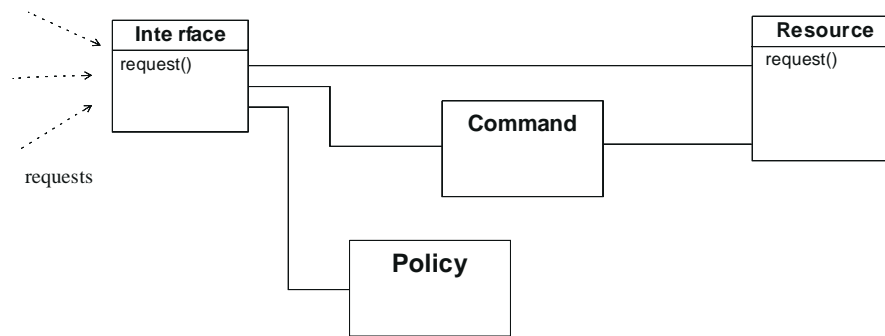 Inte rface
request()
Resource
request()
Command
requests
Policy